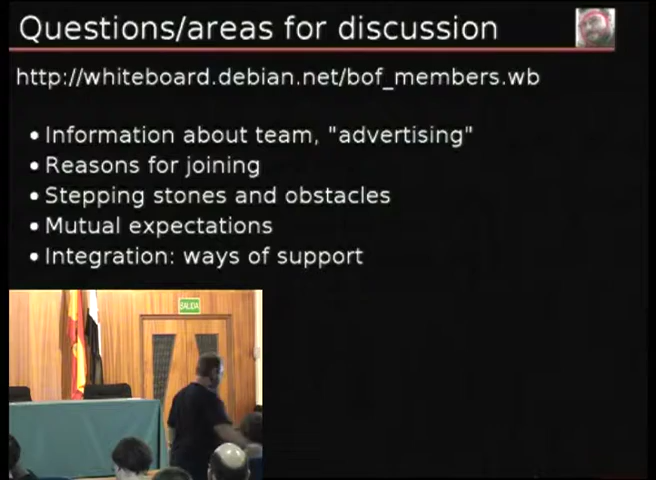 Questions/areas for discussion
http://whiteboard.debian.net/bof_members.wb
• Information about team, "advertising"
• Reasons for joining
• Stepping stones and obstacles
• Mutual expectations
• Integration: ways of support
SALIDA